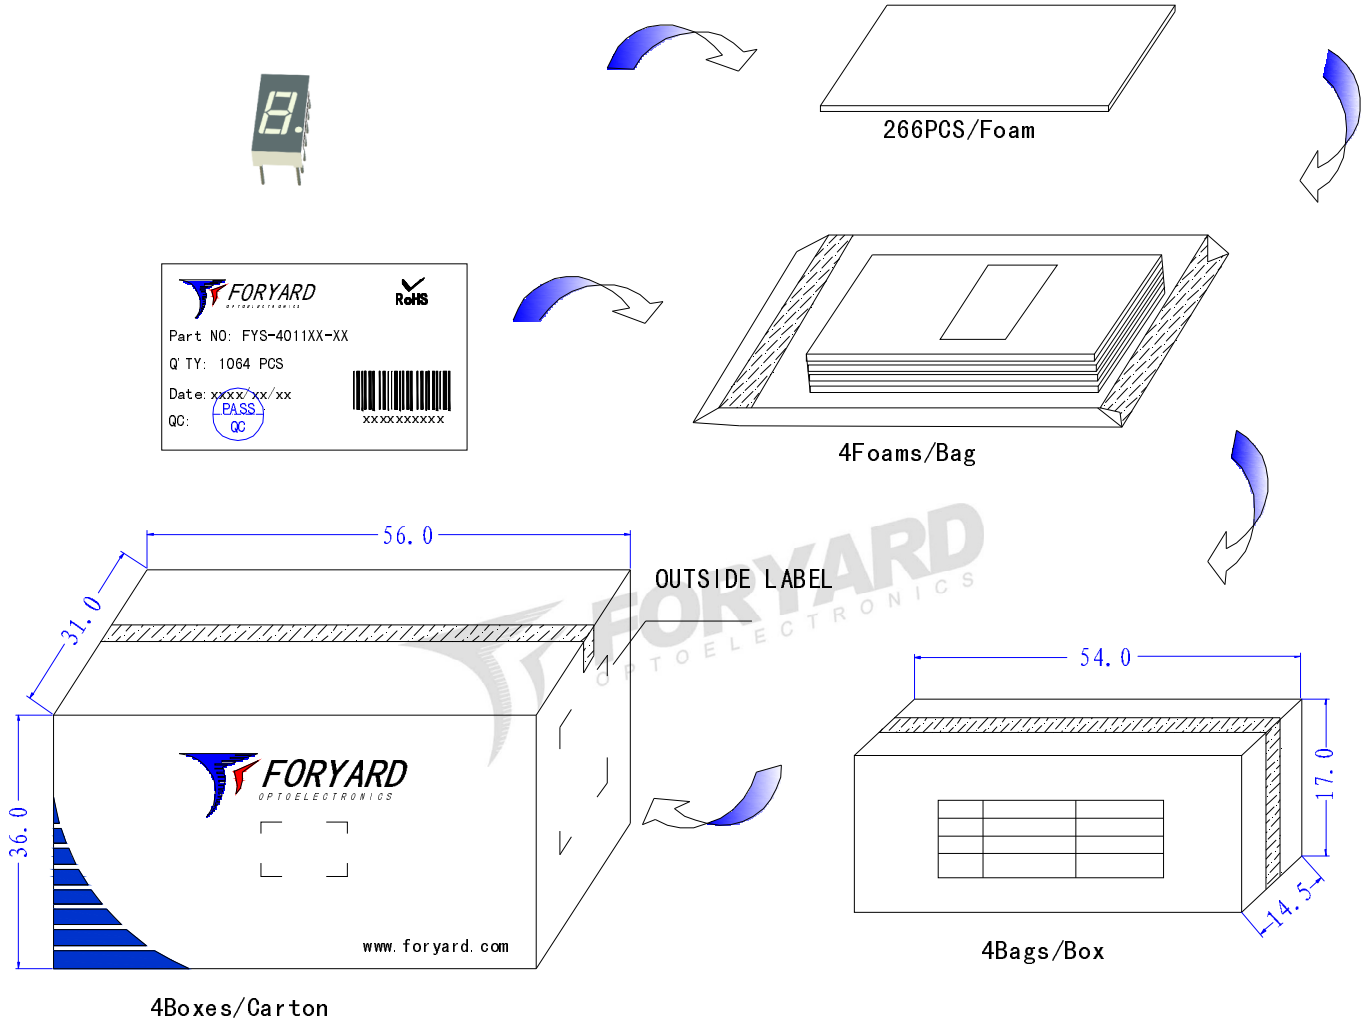 266PCS/Foam
FORYARD
OPTOELECTRONICS
RoHS
Part NO: FYS-4011XX-XX
Q'TY: 1064 PCS
Date: xxxx/xx/xx
QC:
PASS
QC
xxxxxxxxxx
4Foams/Bag
56.0
31.0
36.0
OUTSIDE LABEL
FORYARD
OPTOELECTRONICS
FORYARD
OPTOELECTRONICS
www.foryard.com
4Boxes/Carton
54.0
17.0
14.5
4Bags/Box